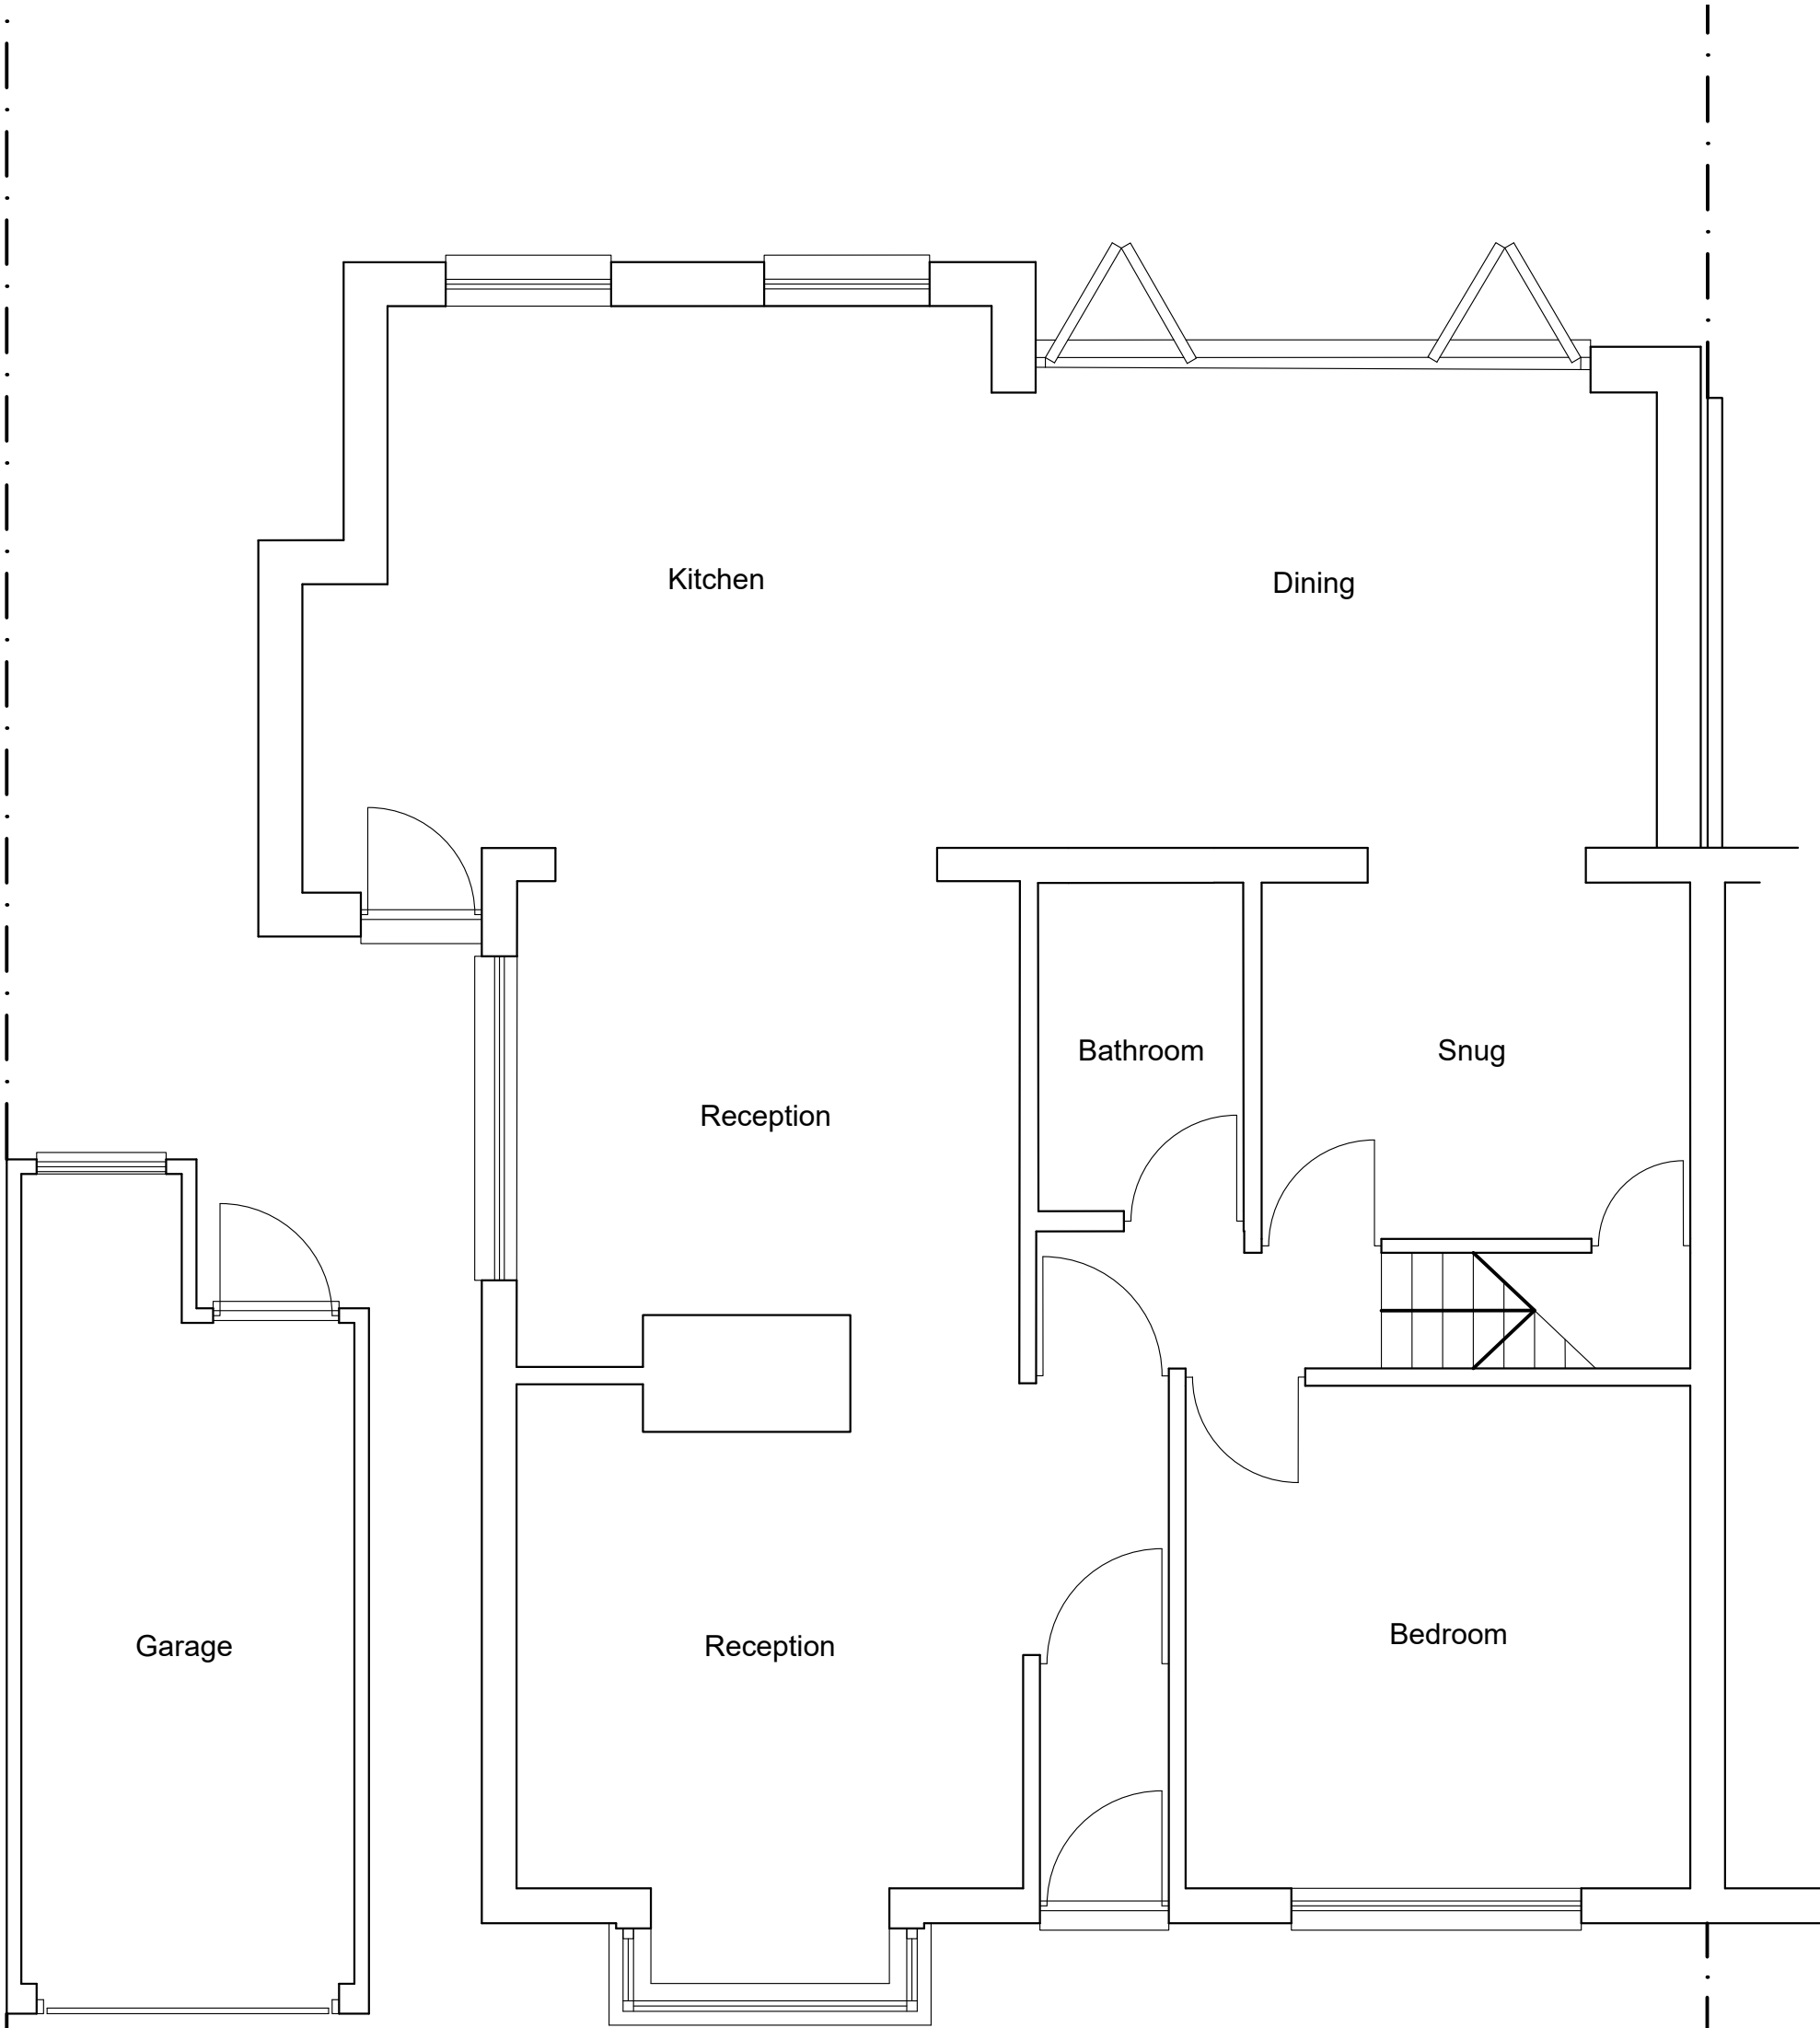 Kitchen
Dining
Bathroom
Snug
Reception
Garage
Reception
Bedroom